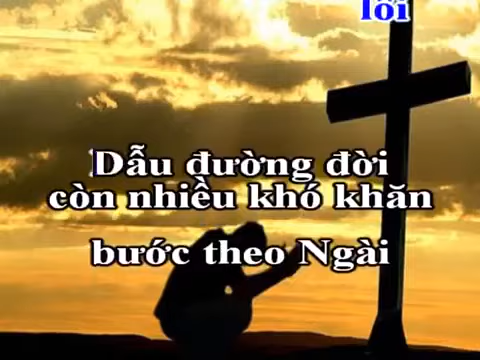 lối
Dẫu đường đời
còn nhiều khó khăn
bước theo Ngài